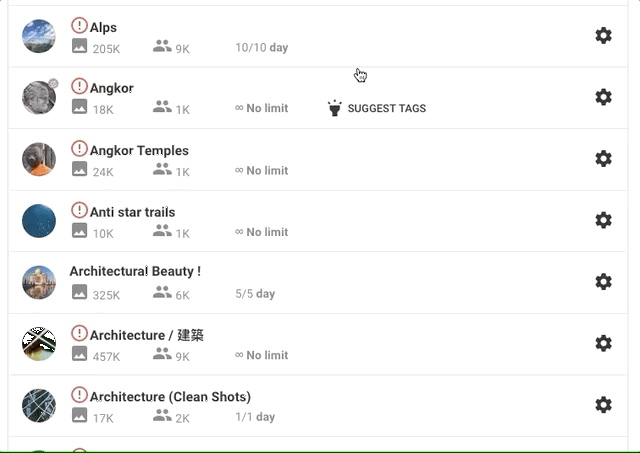 Alps
205K 9K 10/10 day
Angkor
18K 1K ∞ No limit SUGGEST TAGS
Angkor Temples
24K 1K ∞ No limit
Anti star trails
10K 1K ∞ No limit
Architectural Beauty !
325K 6K 5/5 day
Architecture / 建築
457K 9K ∞ No limit
Architecture (Clean Shots)
17K 2K 1/1 day